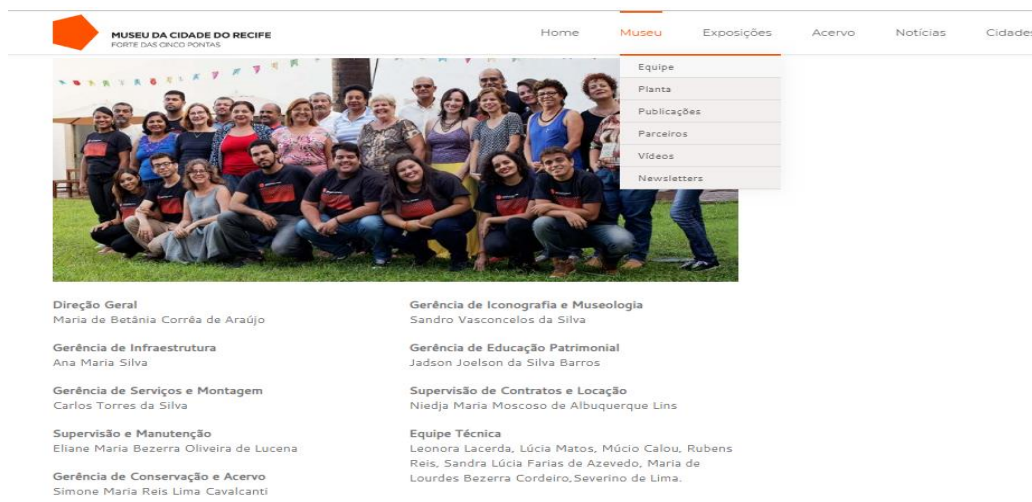 MUSEU DA CIDADE DO RECIFE
FORTE DAS CINCO PONTAS
Home Museu Exposições Acervo Notícias Cidades
Equipe
Planta
Publicações
Parceiros
Vídeos
Newsletters
Direção Geral
Maria de Betânia Corrêa de Araújo
Gerência de Infraestrutura
Ana Maria Silva
Gerência de Serviços e Montagem
Carlos Torres da Silva
Supervisão e Manutenção
Eliane Maria Bezerra Oliveira de Lucena
Gerência de Conservação e Acervo
Simone Maria Reis Lima Cavalcanti
Gerência de Iconografia e Museologia
Sandro Vasconcelos da Silva
Gerência de Educação Patrimonial
Jadson Joelson da Silva Barros
Supervisão de Contratos e Locação
Niedja Maria Moscoso de Albuquerque Lins
Equipe Técnica
Leonora Lacerda, Lúcia Matos, Múcio Calou, Rubens
Reis, Sandra Lúcia Farias de Azevedo, Maria de
Lourdes Bezerra Cordeiro,Severino de Lima.